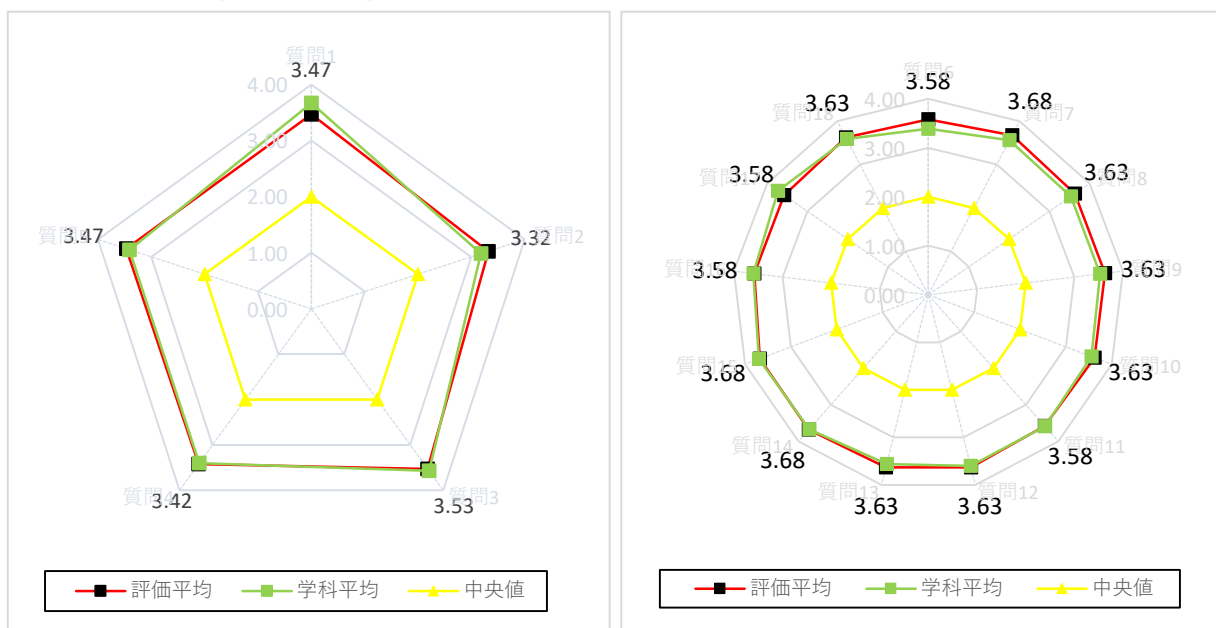 質問1
3.47
4.00
3.00
2.00
1.00
0.00
3.32
質問2
3.53
質問3
3.42
質問4
3.47
評価平均
学科平均
中央値
質問6
3.58
4.00
3.00
2.00
1.00
0.00
3.68
質問7
3.63
質問8
3.63
質問9
3.63
質問10
3.58
質問11
3.63
質問12
3.63
質問13
3.68
質問14
3.68
質問15
3.58
3.58
3.63
質問18
評価平均
学科平均
中央値